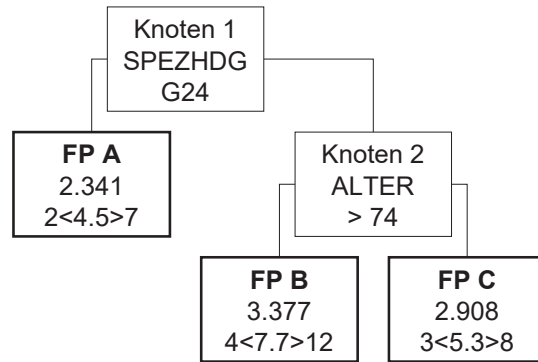 Knoten 1
SPEZHDG
G24
FP A
2.341
2<4.5>7
Knoten 2
ALTER
> 74
FP B
3.377
4<7.7>12
FP C
2.908
3<5.3>8